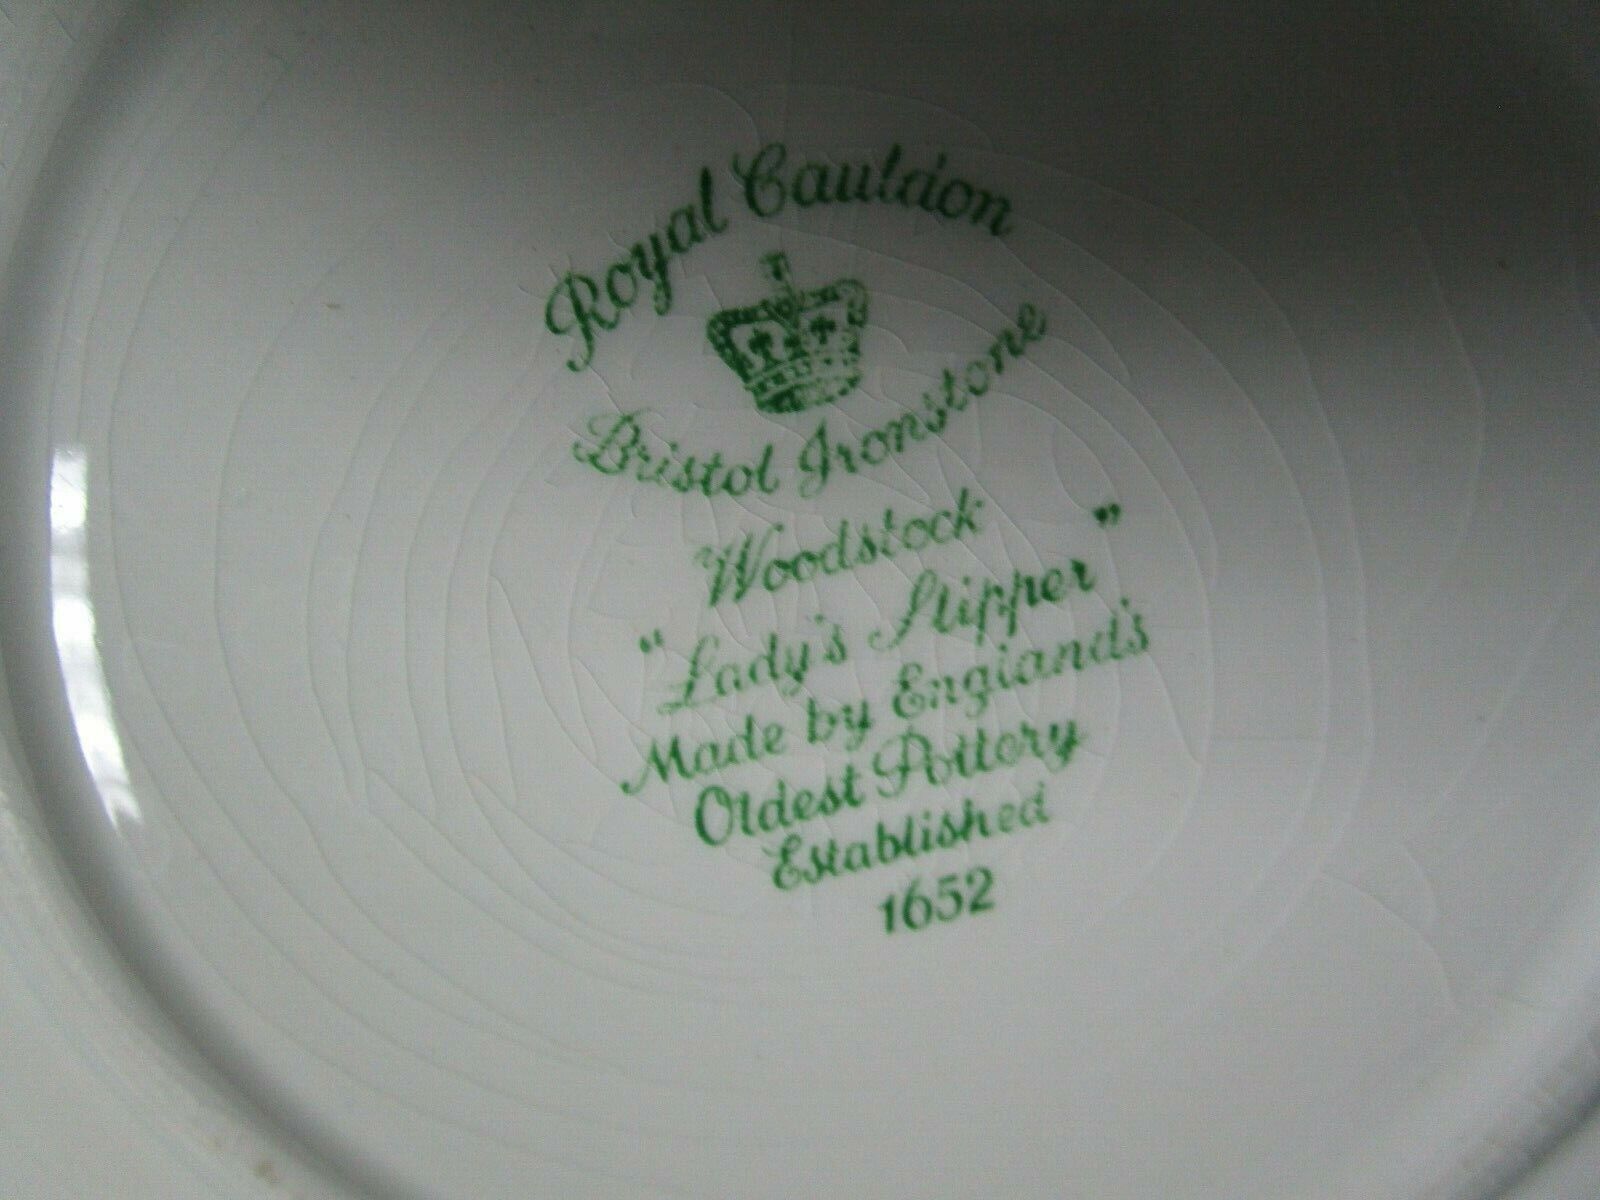 Royal Cauldon
Bristol Ironstone
Woodstock
"Lady's Slipper"
Made by England's
Oldest Pottery
Established
1652